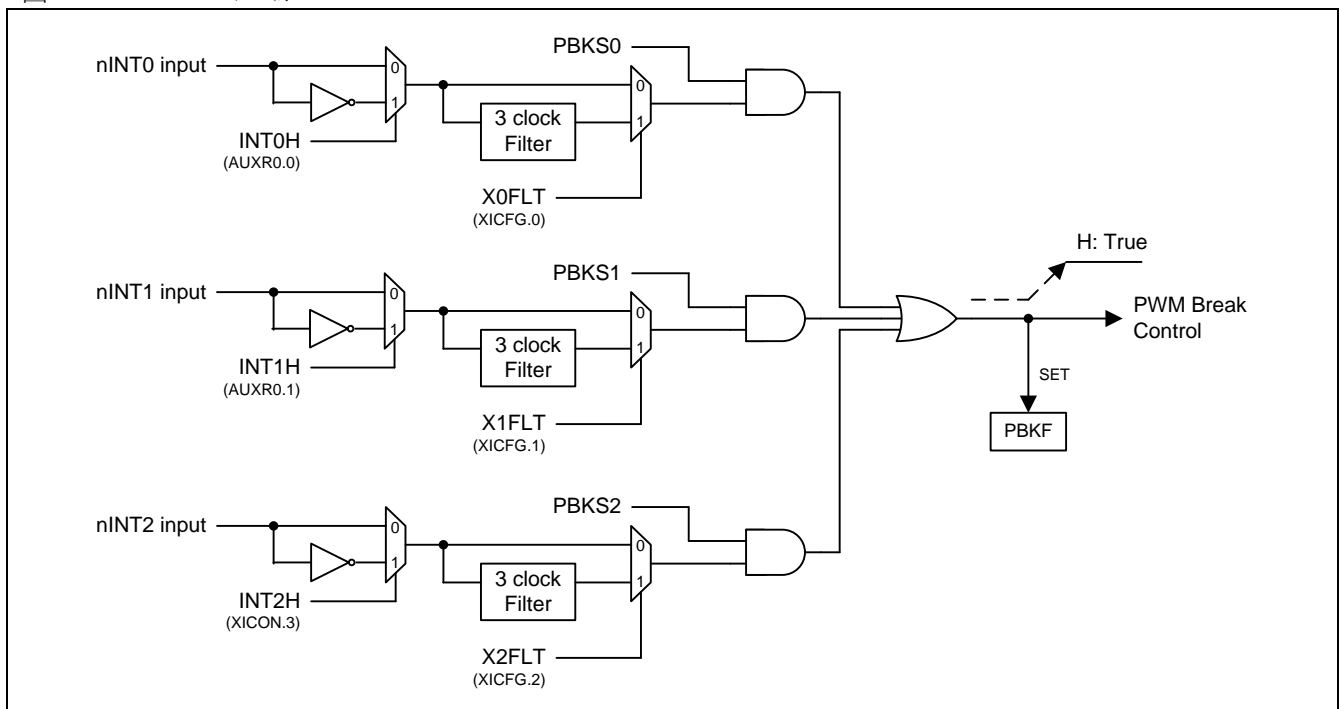 圖
PBKS0
nINT0 input
0
1
0
1
3 clock
Filter
INT0H
(AUXR0.0)
X0FLT
(XICFG.0)
H: True
PBKS1
nINT1 input
0
1
0
1
3 clock
Filter
PWM Break
Control
INT1H
(AUXR0.1)
SET
X1FLT
(XICFG.1)
PBKF
PBKS2
nINT2 input
0
1
0
1
3 clock
Filter
INT2H
(XICON.3)
X2FLT
(XICFG.2)